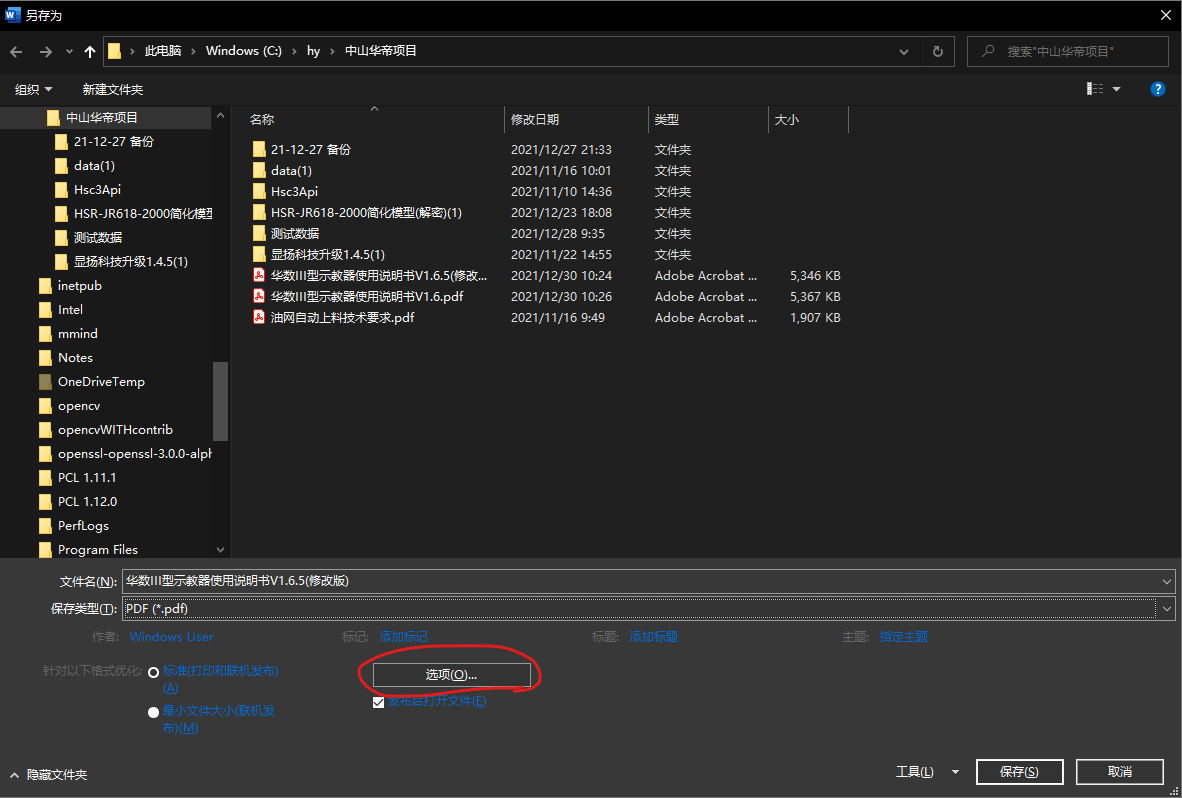 另存为
此电脑 › Windows (C:) › hy › 中山华帝项目
搜索"中山华帝项目"
组织 新建文件夹
名称 修改日期 类型 大小
中山华帝项目
21-12-27 备份
data(1)
Hsc3Api
HSR-JR618-2000简化模型
测试数据
显扬科技升级1.4.5(1)
inetpub
Intel
mmind
Notes
OneDriveTemp
opencv
opencvWITHcontrib
openssl-openssl-3.0.0-alph
PCL 1.11.1
PCL 1.12.0
PerfLogs
Program Files
21-12-27 备份 2021/12/27 21:33 文件夹
data(1) 2021/11/16 10:01 文件夹
Hsc3Api 2021/11/10 14:36 文件夹
HSR-JR618-2000简化模型(解密)(1) 2021/12/23 18:08 文件夹
测试数据 2021/12/28 9:35 文件夹
显扬科技升级1.4.5(1) 2021/11/22 14:55 文件夹
华数III型示教器使用说明书V1.6.5(修改... 2021/12/30 10:24 Adobe Acrobat ... 5,346 KB
华数III型示教器使用说明书V1.6.pdf 2021/12/30 10:26 Adobe Acrobat ... 5,367 KB
油网自动上料技术要求.pdf 2021/11/16 9:49 Adobe Acrobat ... 1,907 KB
文件名(N): 华数III型示教器使用说明书V1.6.5(修改版)
保存类型(T): PDF (*.pdf)
作者: Windows User 标记: 添加标记 标题: 添加标题 主题: 指定主题
针对以下格式优化: 标准(打印和联机发布)
(A)
最小文件大小(联机发
布)(M)
选项(O)...
发布后打开文件(E)
隐藏文件夹 工具(L) 保存(S) 取消